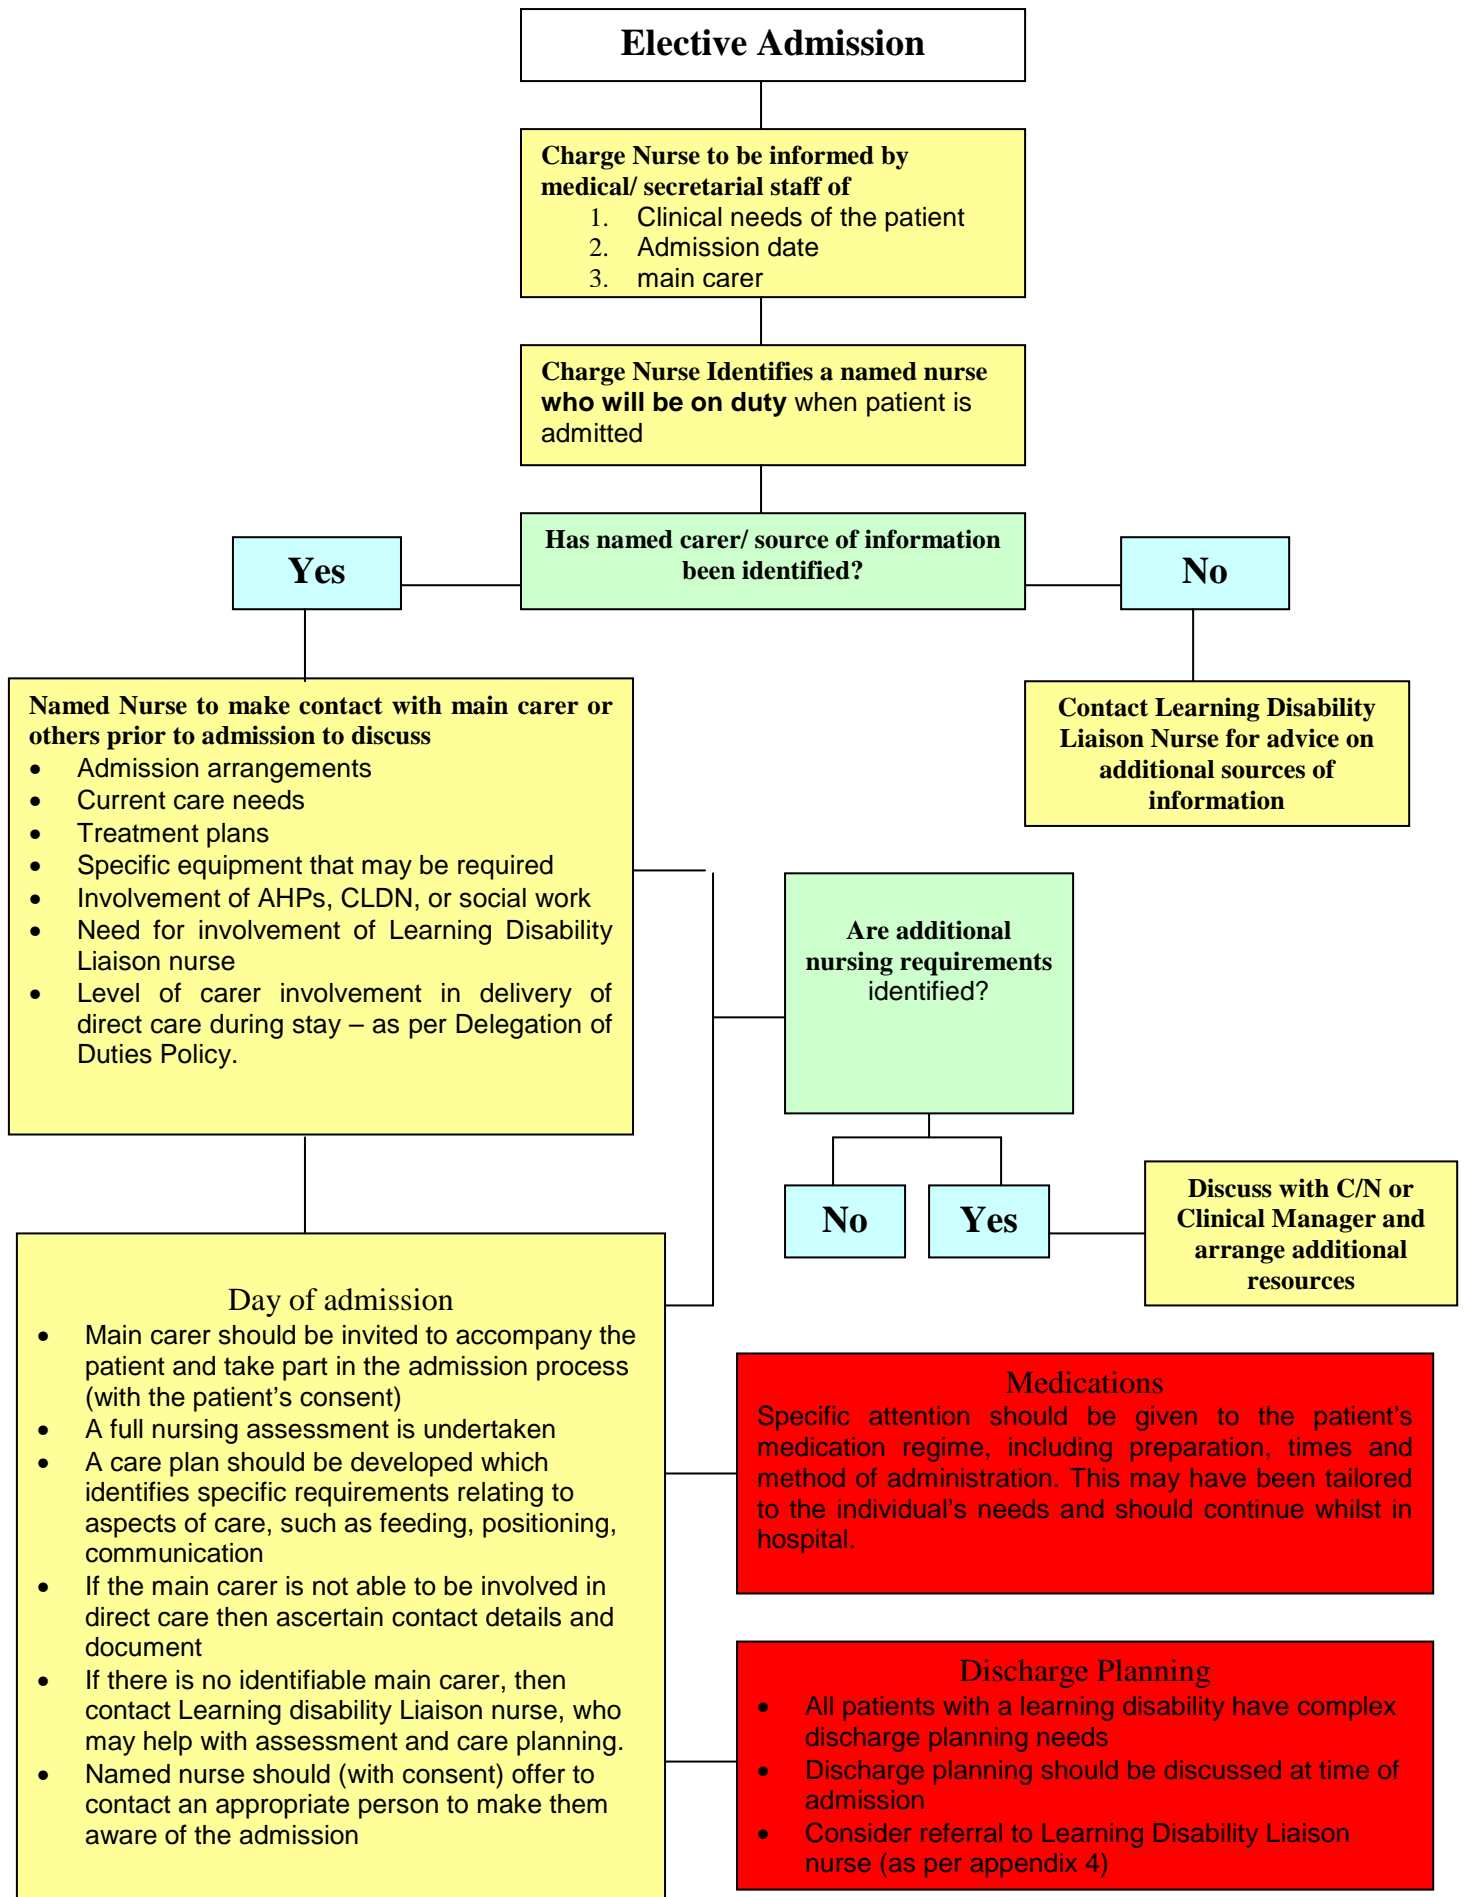 Elective Admission
Charge Nurse to be informed by
medical/ secretarial staff of
1. Clinical needs of the patient
2. Admission date
3. main carer
Charge Nurse Identifies a named nurse
who will be on duty when patient is
admitted
Has named carer/ source of information
been identified?
Yes
No
Named Nurse to make contact with main carer or
others prior to admission to discuss
• Admission arrangements
• Current care needs
• Treatment plans
• Specific equipment that may be required
• Involvement of AHPs, CLDN, or social work
• Need for involvement of Learning Disability
Liaison nurse
• Level of carer involvement in delivery of
direct care during stay – as per Delegation of
Duties Policy.
Contact Learning Disability
Liaison Nurse for advice on
additional sources of
information
Are additional
nursing requirements
identified?
No
Yes
Discuss with C/N or
Clinical Manager and
arrange additional
resources
Day of admission
• Main carer should be invited to accompany the
patient and take part in the admission process
(with the patient's consent)
• A full nursing assessment is undertaken
• A care plan should be developed which
identifies specific requirements relating to
aspects of care, such as feeding, positioning,
communication
• If the main carer is not able to be involved in
direct care then ascertain contact details and
document
• If there is no identifiable main carer, then
contact Learning disability Liaison nurse, who
may help with assessment and care planning.
• Named nurse should (with consent) offer to
contact an appropriate person to make them
aware of the admission
Medications
Specific attention should be given to the patient's
medication regime, including preparation, times and
method of administration. This may have been tailored
to the individual's needs and should continue whilst in
hospital.
Discharge Planning
• All patients with a learning disability have complex
discharge planning needs
• Discharge planning should be discussed at time of
admission
• Consider referral to Learning Disability Liaison
nurse (as per appendix 4)